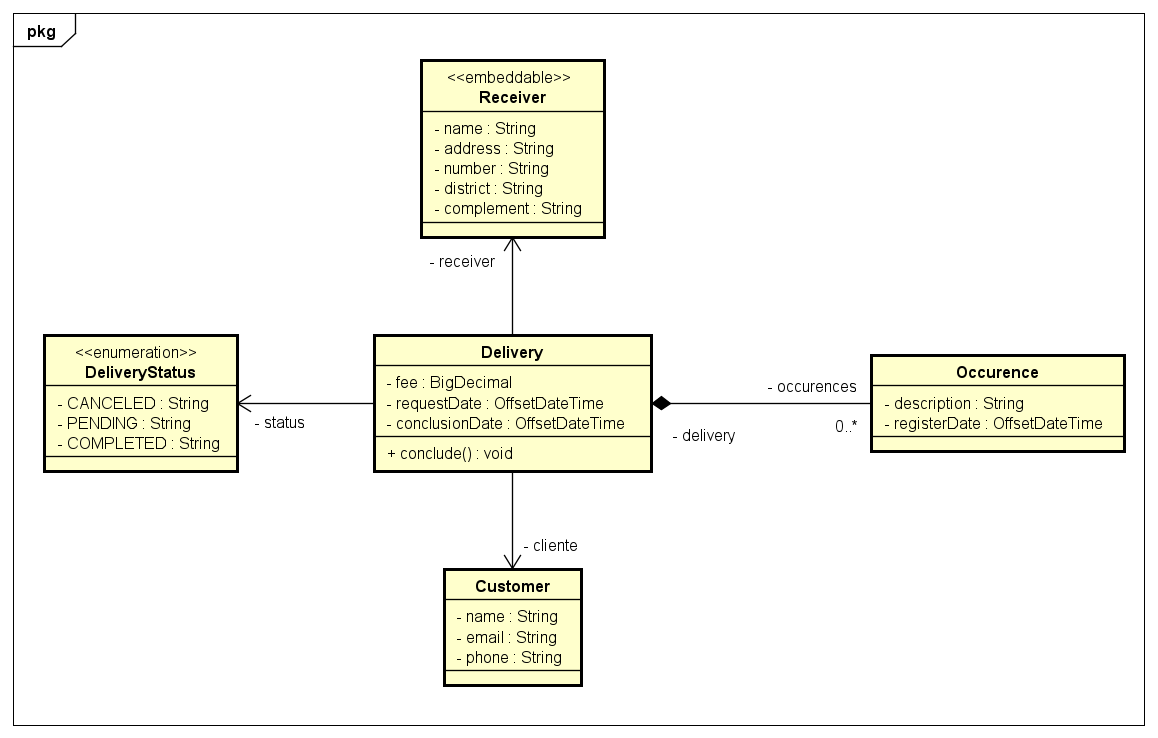 pkg
<<embeddable>>
Receiver
- name : String
- address : String
- number : String
- district : String
- complement : String
- receiver
<<enumeration>>
DeliveryStatus
- CANCELED : String
- PENDING : String
- COMPLETED : String
- status
Delivery
- fee : BigDecimal
- requestDate : OffsetDateTime
- conclusionDate : OffsetDateTime
+ conclude() : void
- delivery
- occurences
0..*
Occurence
- description : String
- registerDate : OffsetDateTime
- cliente
Customer
- name : String
- email : String
- phone : String